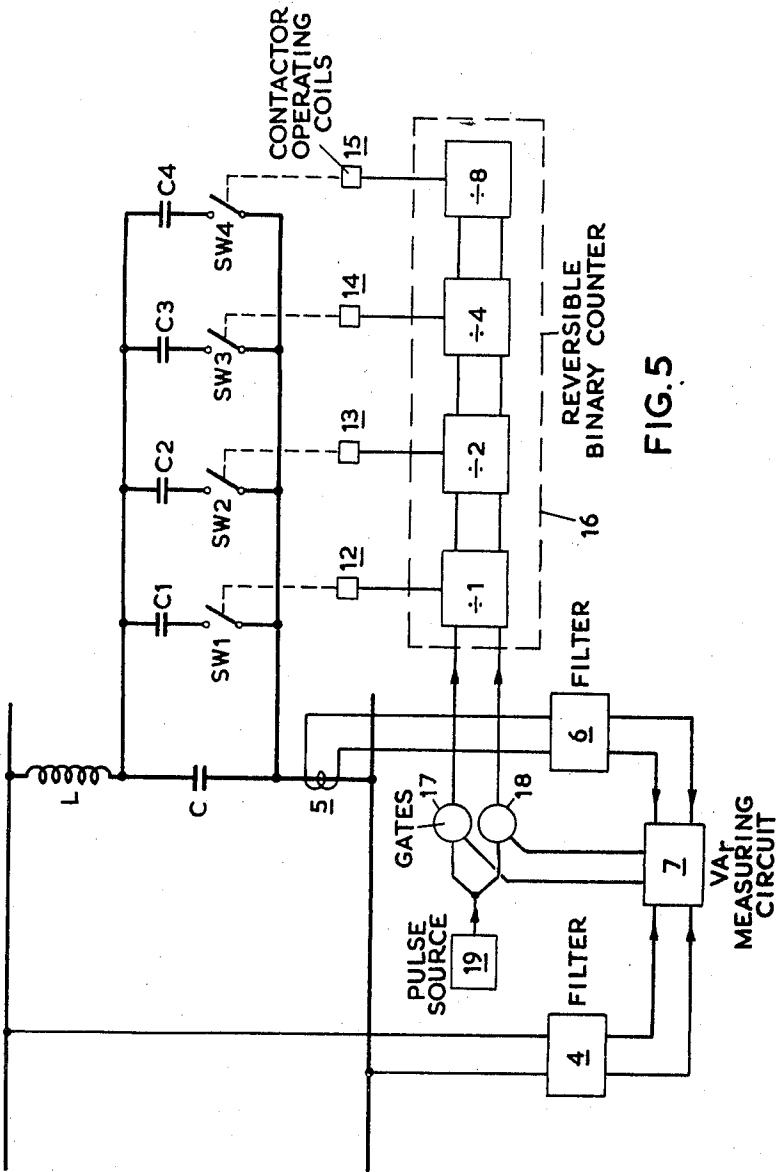 CONTACTOR
OPERATING
COILS
L
C
C1
C2
C3
C4
SW1
SW2
SW3
SW4
5
12
13
14
15
÷1
÷2
÷4
÷8
REVERSIBLE
BINARY COUNTER
16
GATES
17
18
PULSE
SOURCE
19
FILTER
4
FILTER
6
7
VAr
MEASURING
CIRCUIT
FIG.5